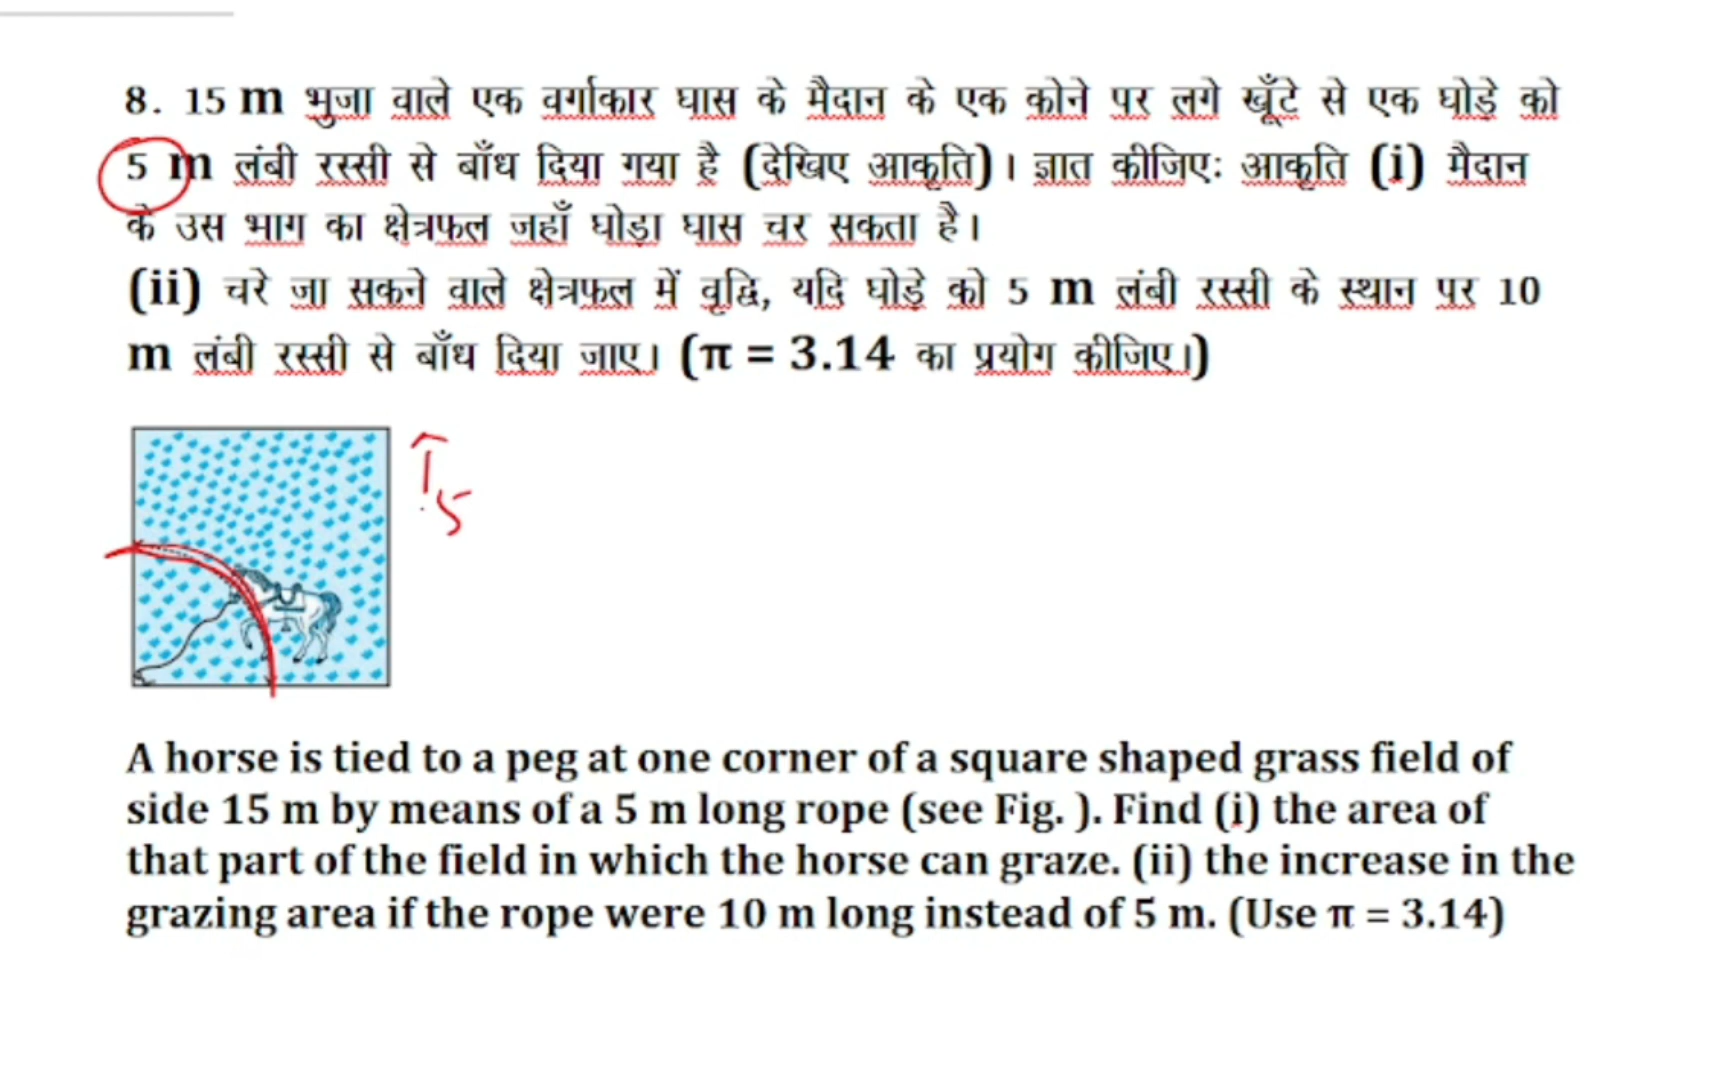 8. 15 m भुजा वाले एक वर्गाकार घास के मैदान के एक कोने पर लगे खूँटे से एक घोड़े को
5 m लंबी रस्सी से बाँध दिया गया है (देखिए आकृति)। ज्ञात कीजिए: आकृति (i) मैदान
के उस भाग का क्षेत्रफल जहाँ घोड़ा घास चर सकता है।
(ii) चरे जा सकने वाले क्षेत्रफल में वृद्धि, यदि घोड़े को 5 m लंबी रस्सी के स्थान पर 10
m लंबी रस्सी से बाँध दिया जाए। (π = 3.14 का प्रयोग कीजिए।)
15
A horse is tied to a peg at one corner of a square shaped grass field of
side 15 m by means of a 5 m long rope (see Fig. ). Find (i) the area of
that part of the field in which the horse can graze. (ii) the increase in the
grazing area if the rope were 10 m long instead of 5 m. (Use π = 3.14)